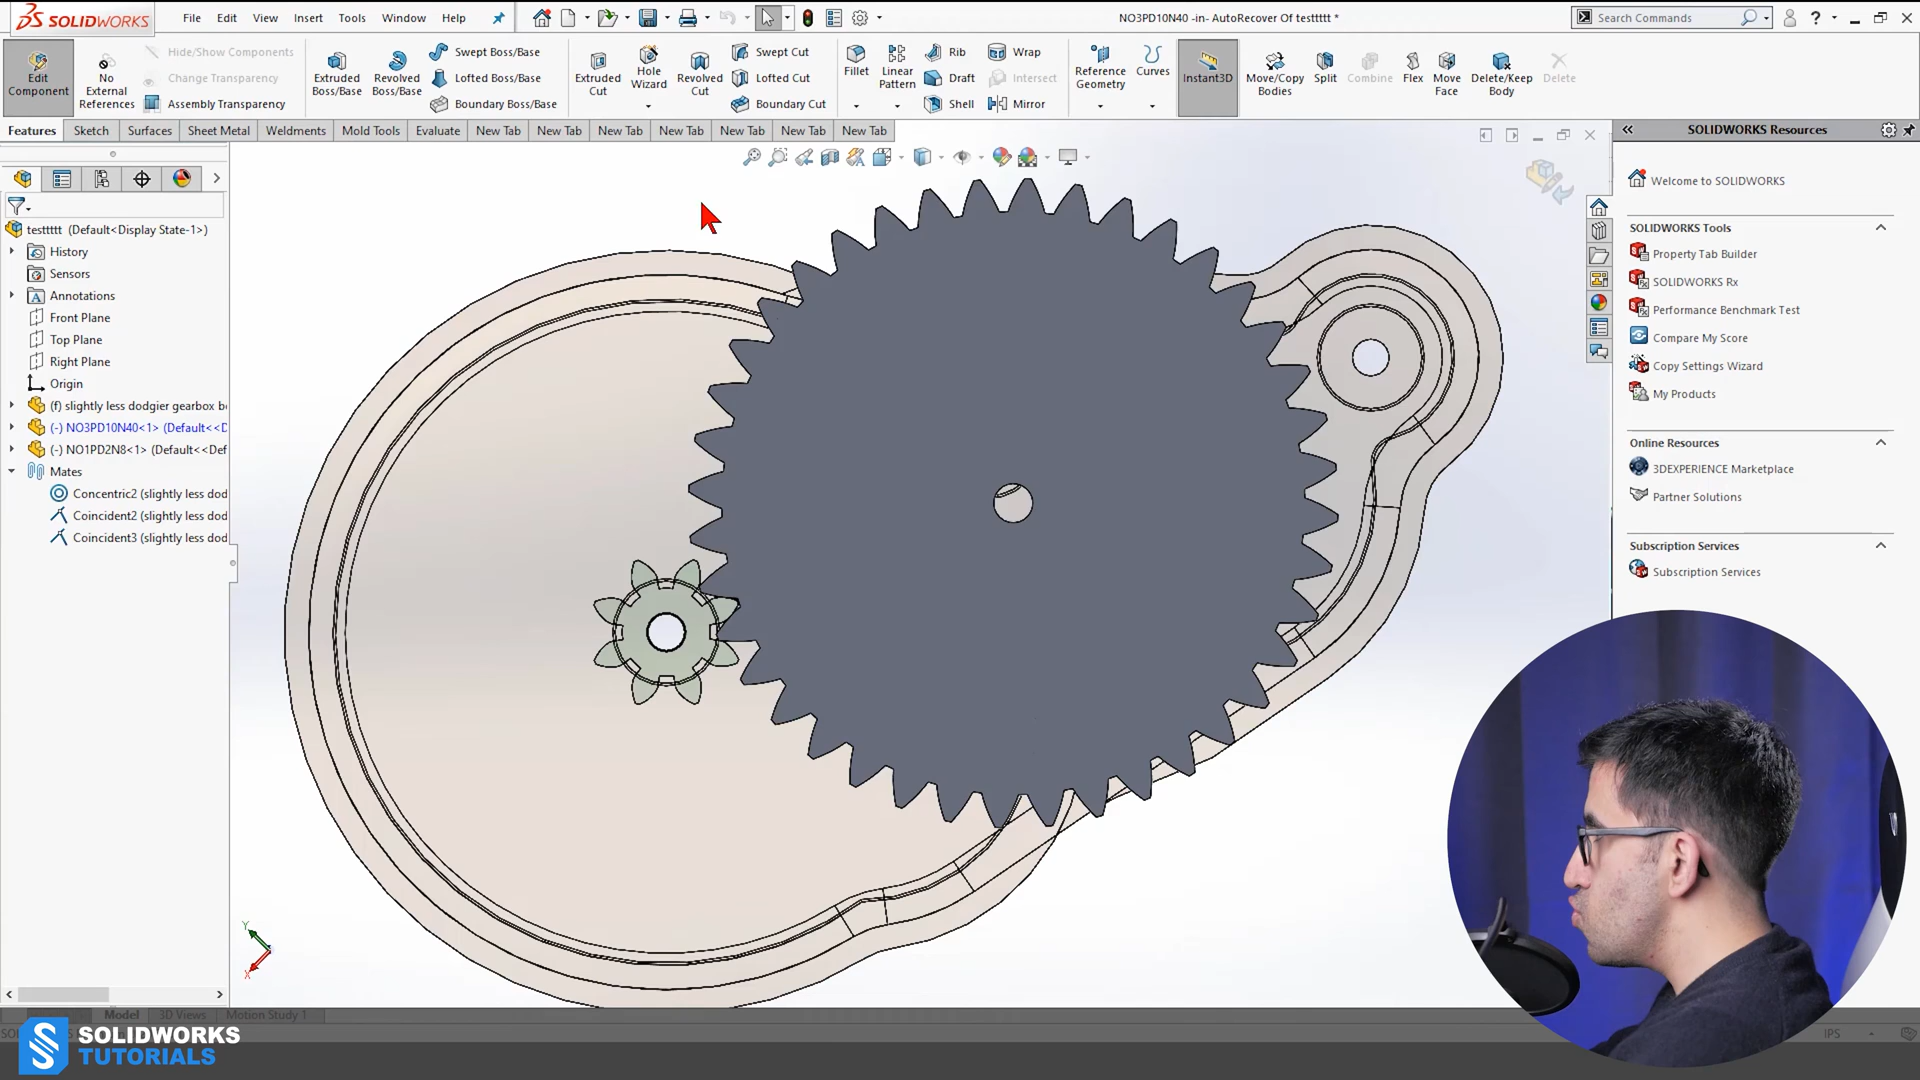 SOLIDWORKS
File Edit View Insert Tools Window Help
NO3PD10N40 -in- AutoRecover Of testtttt *
Search Commands
Edit Component
No External References
Hide/Show Components
Change Transparency
Assembly Transparency
Extruded Boss/Base
Revolved Boss/Base
Swept Boss/Base
Lofted Boss/Base
Boundary Boss/Base
Extruded Cut
Hole Wizard
Revolved Cut
Swept Cut
Lofted Cut
Boundary Cut
Fillet
Linear Pattern
Rib
Draft
Shell
Wrap
Intersect
Mirror
Reference Geometry
Curves
Instant3D
Move/Copy Bodies
Split
Combine
Flex
Move Face
Delete/Keep Body
Delete
Features Sketch Surfaces Sheet Metal Weldments Mold Tools Evaluate New Tab New Tab New Tab New Tab New Tab New Tab New Tab
testtttt (Default<Display State-1>)
History
Sensors
Annotations
Front Plane
Top Plane
Right Plane
Origin
(f) slightly less dodgier gearbox b
(-) NO3PD10N40<1> (Default<<D
(-) NO1PD2N8<1> (Default<<Def
Mates
Concentric2 (slightly less dod
Coincident2 (slightly less dod
Coincident3 (slightly less dod
Y
X
SOLIDWORKS Resources
Welcome to SOLIDWORKS
SOLIDWORKS Tools
Property Tab Builder
SOLIDWORKS Rx
Performance Benchmark Test
Compare My Score
Copy Settings Wizard
My Products
Online Resources
3DEXPERIENCE Marketplace
Partner Solutions
Subscription Services
Subscription Services
Model 3D Views Motion Study 1
IPS
SOLIDWORKS
TUTORIALS